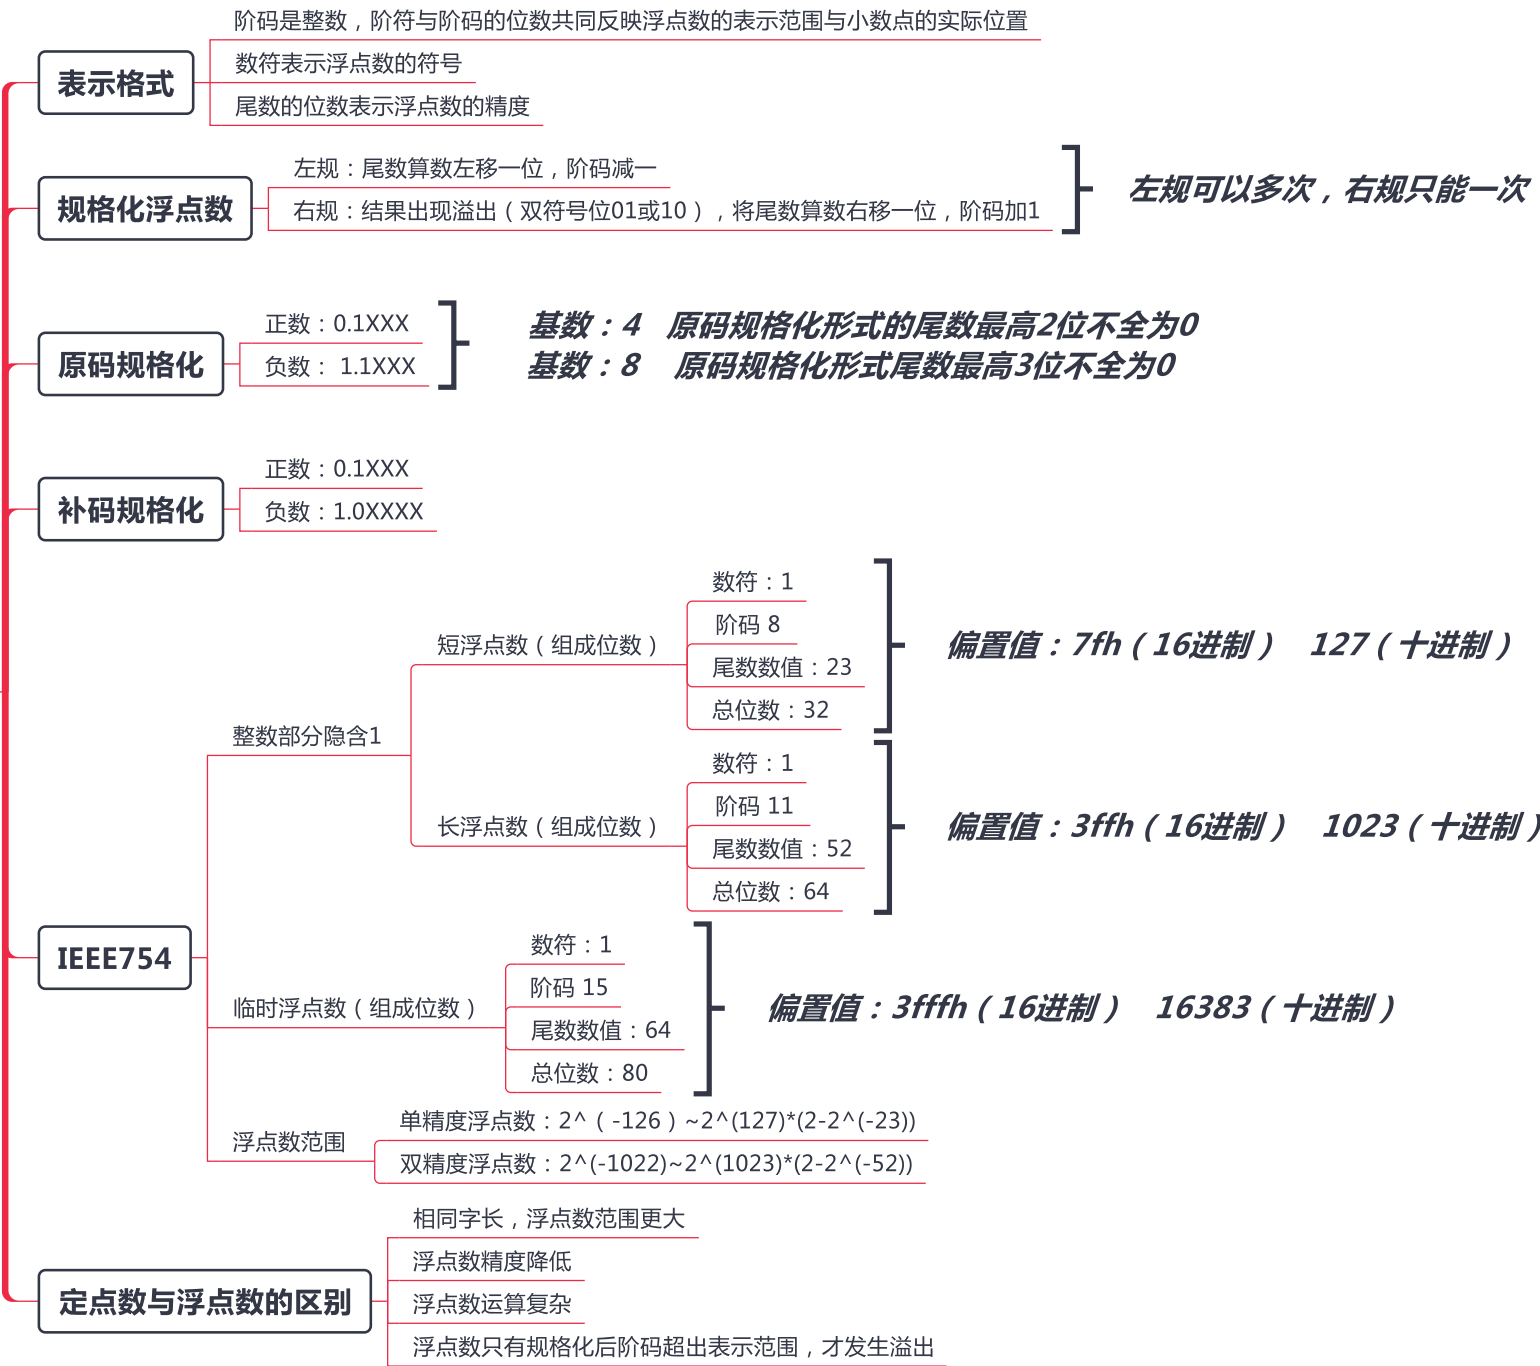 表示格式
阶码是整数，阶符与阶码的位数共同反映浮点数的表示范围与小数点的实际位置
数符表示浮点数的符号
尾数的位数表示浮点数的精度
规格化浮点数
左规：尾数算数左移一位，阶码减一
右规：结果出现溢出（双符号位01或10），将尾数算数右移一位，阶码加1
左规可以多次，右规只能一次
原码规格化
正数：0.1XXX
负数： 1.1XXX
基数：4 原码规格化形式的尾数最高2位不全为0
基数：8 原码规格化形式尾数最高3位不全为0
补码规格化
正数：0.1XXX
负数：1.0XXXX
IEEE754
整数部分隐含1
短浮点数（组成位数）
数符：1
阶码 8
尾数数值：23
总位数：32
偏置值：7fh（16进制） 127（十进制）
长浮点数（组成位数）
数符：1
阶码 11
尾数数值：52
总位数：64
偏置值：3ffh（16进制） 1023（十进制）
临时浮点数（组成位数）
数符：1
阶码 15
尾数数值：64
总位数：80
偏置值：3fffh（16进制） 16383（十进制）
浮点数范围
单精度浮点数：2^（-126）~2^(127)*(2-2^(-23))
双精度浮点数：2^(-1022)~2^(1023)*(2-2^(-52))
定点数与浮点数的区别
相同字长，浮点数范围更大
浮点数精度降低
浮点数运算复杂
浮点数只有规格化后阶码超出表示范围，才发生溢出